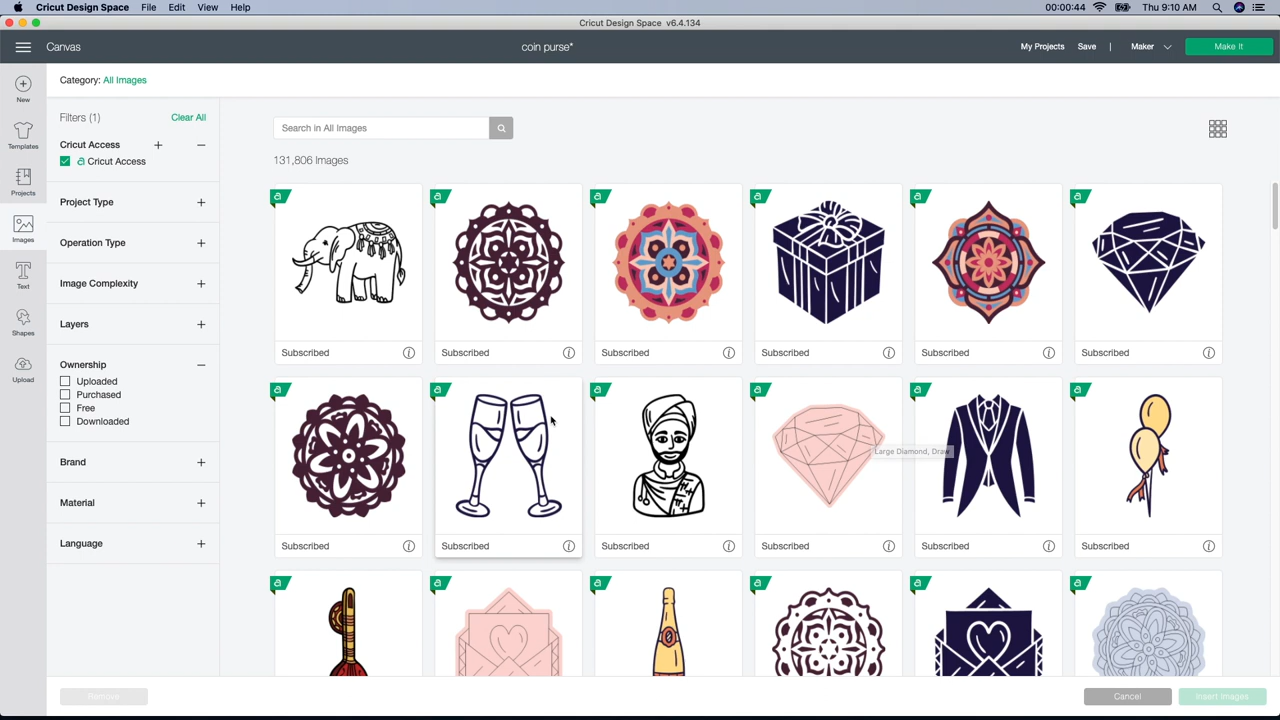 Cricut Design Space File Edit View Help 00:00:44 Thu 9:10 AM
Cricut Design Space v6.4.134
Canvas coin purse* My Projects Save | Maker Make It
Category: All Images
New
Templates
Projects
Images
Text
Shapes
Upload
Filters (1) Clear All
Cricut Access + –
a Cricut Access
Project Type +
Operation Type +
Image Complexity +
Layers +
Ownership –
Uploaded
Purchased
Free
Downloaded
Brand +
Material +
Language +
Search in All Images
131,806 Images
a a a a a a
Subscribed i Subscribed i Subscribed i Subscribed i Subscribed i Subscribed i
a a a a a a
Large Diamond, Draw
Subscribed i Subscribed i Subscribed i Subscribed i Subscribed i Subscribed i
a a a a a a
Remove Cancel Insert Images